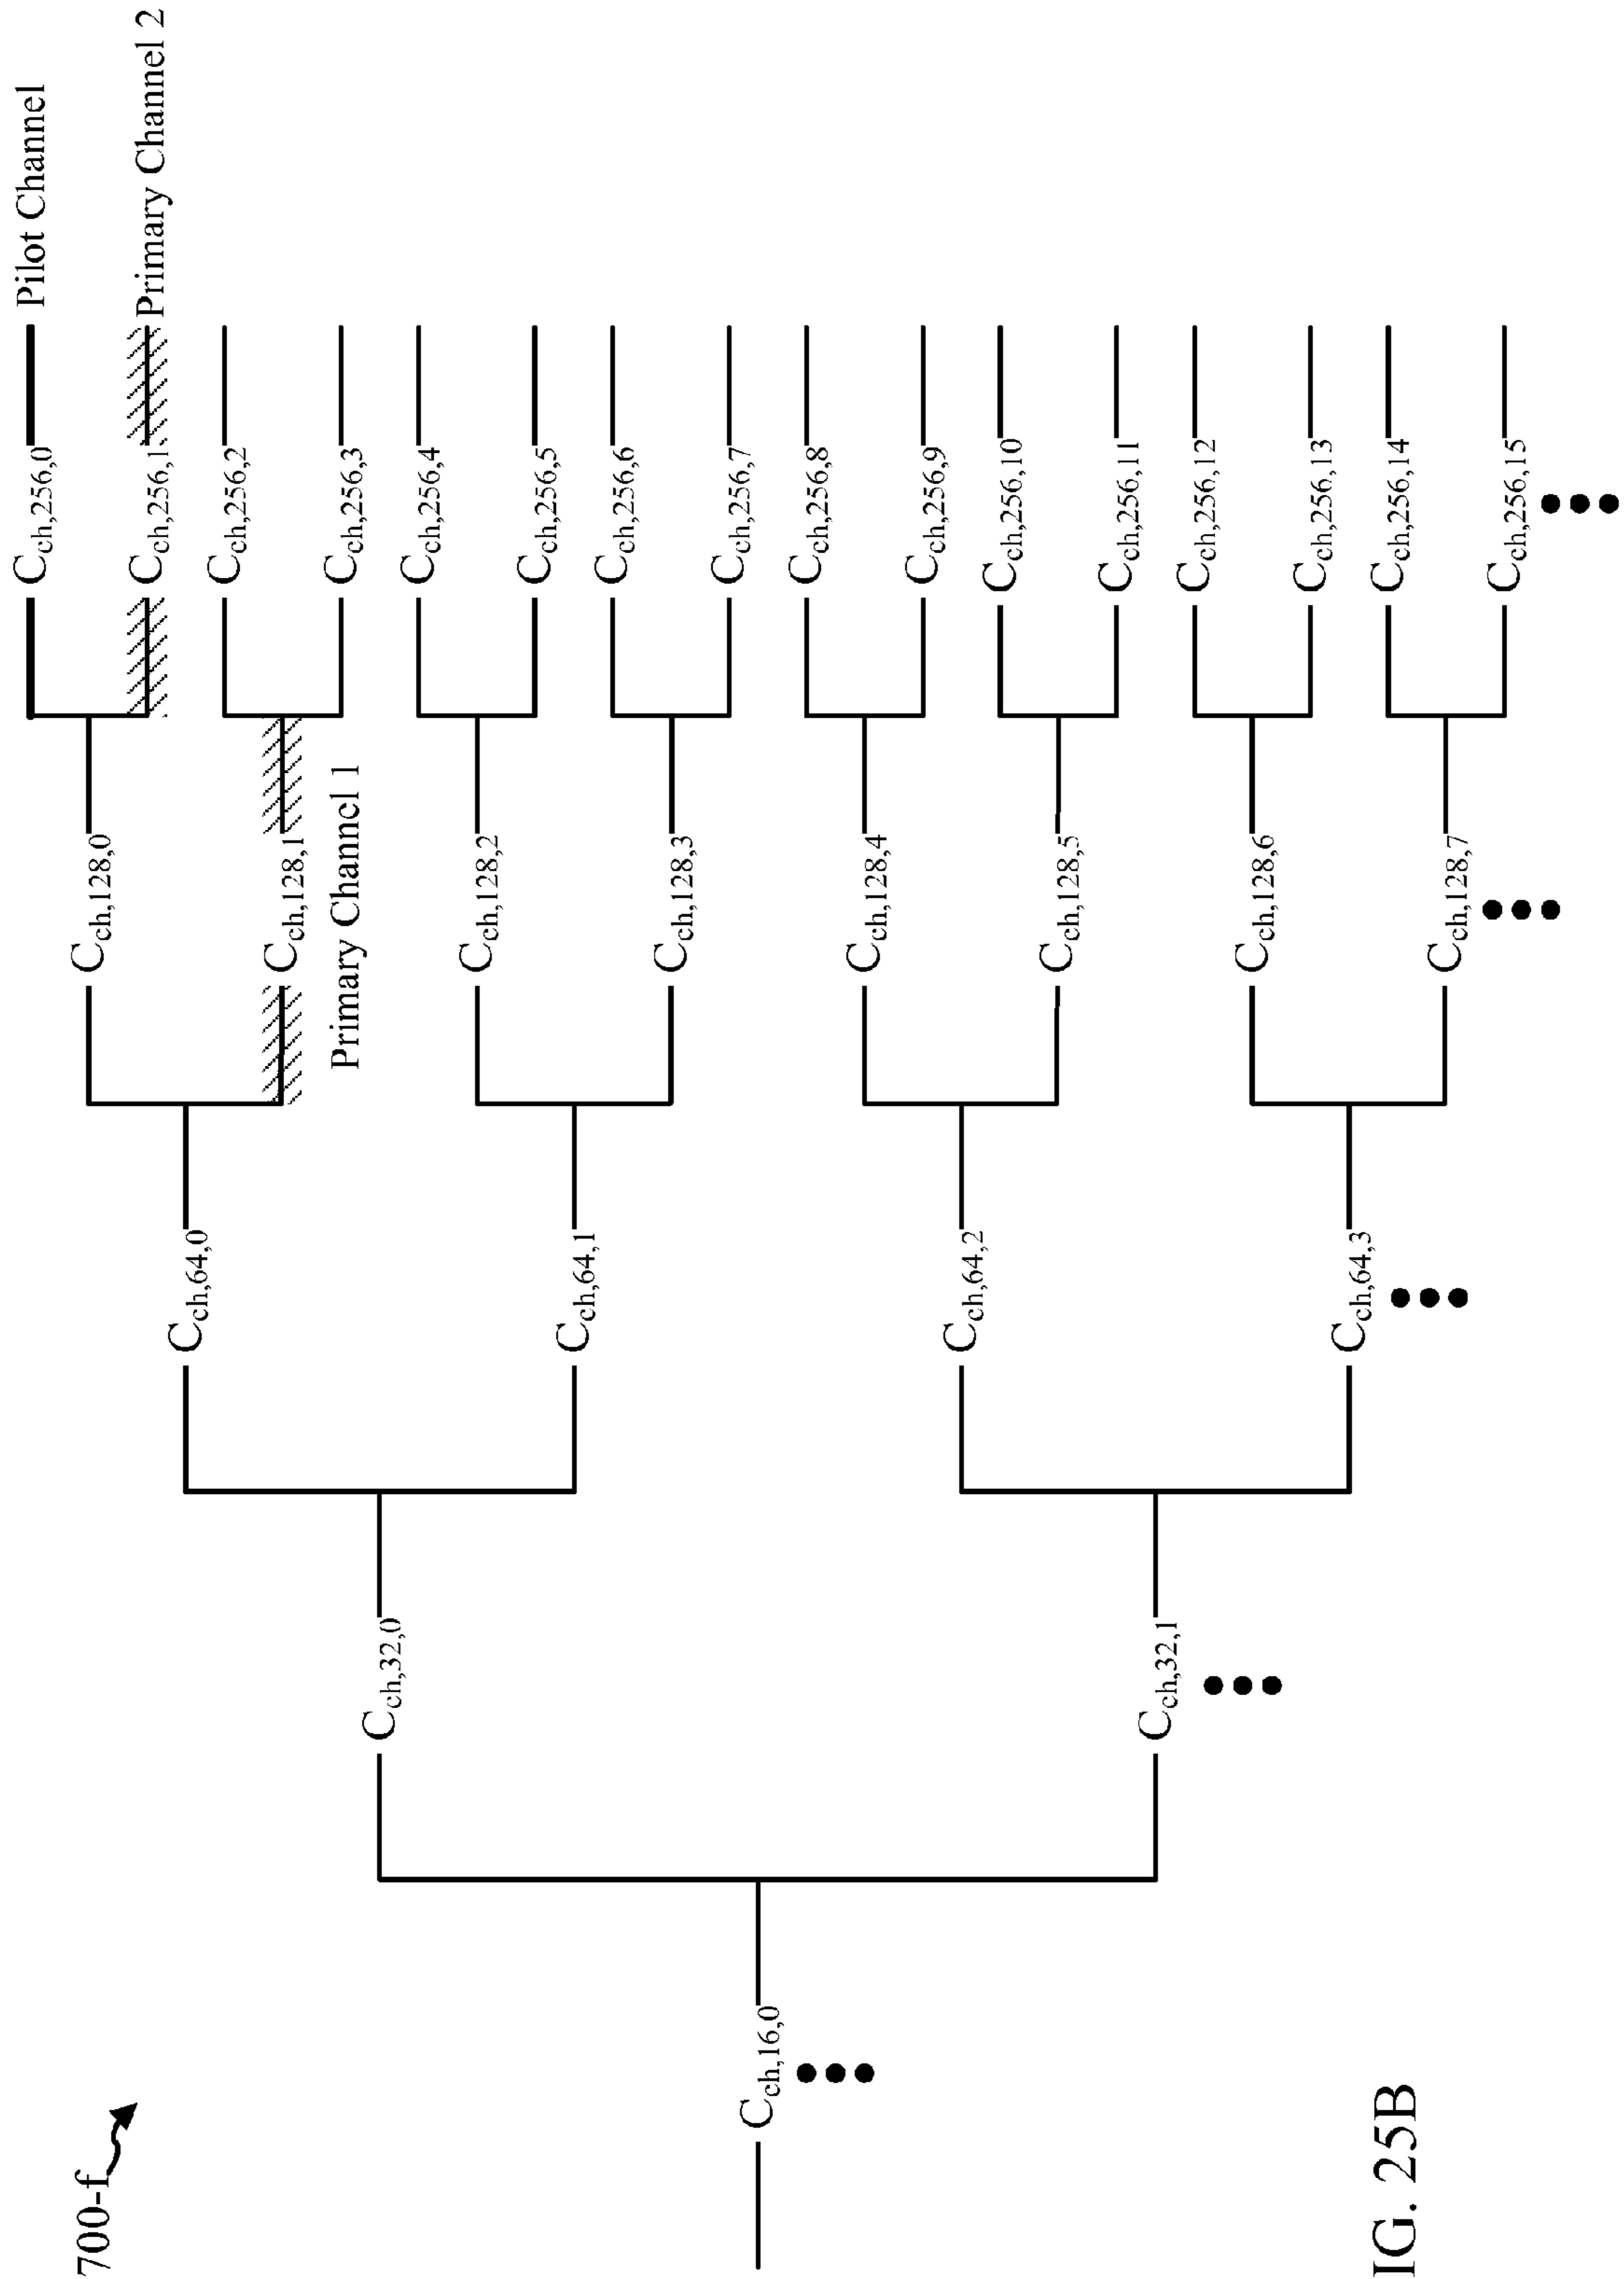 700-f
Pilot Channel
Primary Channel 2
Primary Channel 1
Cch,16,0
Cch,32,0
Cch,32,1
Cch,64,0
Cch,64,1
Cch,64,2
Cch,64,3
Cch,128,0
Cch,128,1
Cch,128,2
Cch,128,3
Cch,128,4
Cch,128,5
Cch,128,6
Cch,128,7
Cch,256,0
Cch,256,1
Cch,256,2
Cch,256,3
Cch,256,4
Cch,256,5
Cch,256,6
Cch,256,7
Cch,256,8
Cch,256,9
Cch,256,10
Cch,256,11
Cch,256,12
Cch,256,13
Cch,256,14
Cch,256,15
IG. 25B